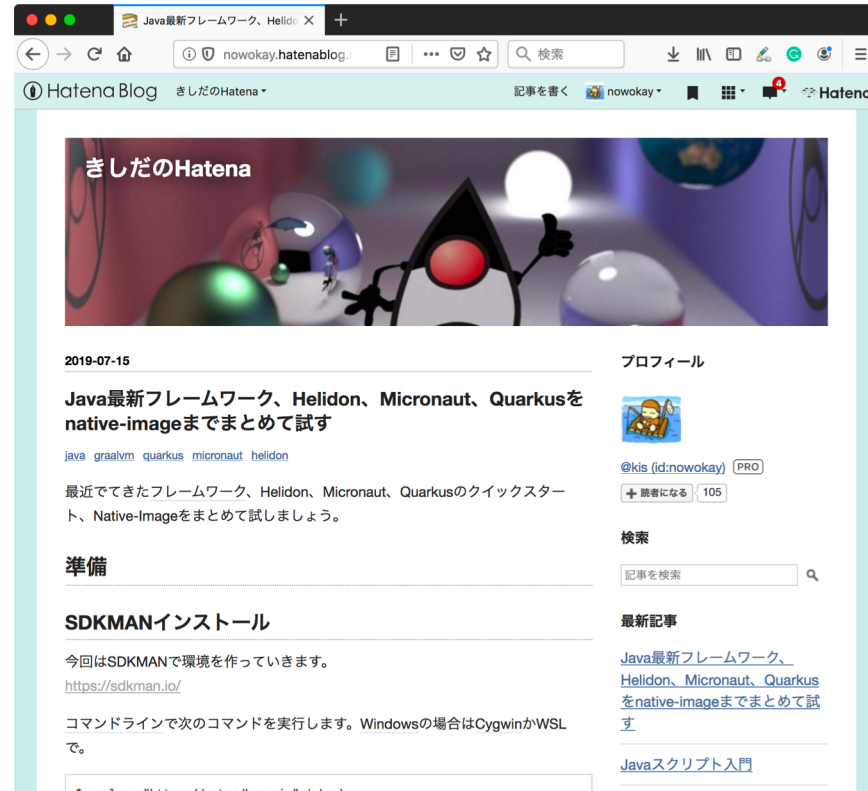 Java最新フレームワーク、Helido
nowokay.hatenablog.
検索
Hatena Blog
きしだのHatena
記事を書く
nowokay
4
Hatena
きしだのHatena
2019-07-15
Java最新フレームワーク、Helidon、Micronaut、Quarkusを
native-imageまでまとめて試す
java graalvm quarkus micronaut helidon
最近でてきたフレームワーク、Helidon、Micronaut、Quarkusのクイックスター
ト、Native-Imageをまとめて試しましょう。
準備
SDKMANインストール
今回はSDKMANで環境を作っていきます。
https://sdkman.io/
コマンドラインで次のコマンドを実行します。Windowsの場合はCygwinかWSL
で。
プロフィール
@kis (id:nowokay) PRO
読者になる 105
検索
記事を検索
最新記事
Java最新フレームワーク、
Helidon、Micronaut、Quarkus
をnative-imageまでまとめて試
す
Javaスクリプト入門